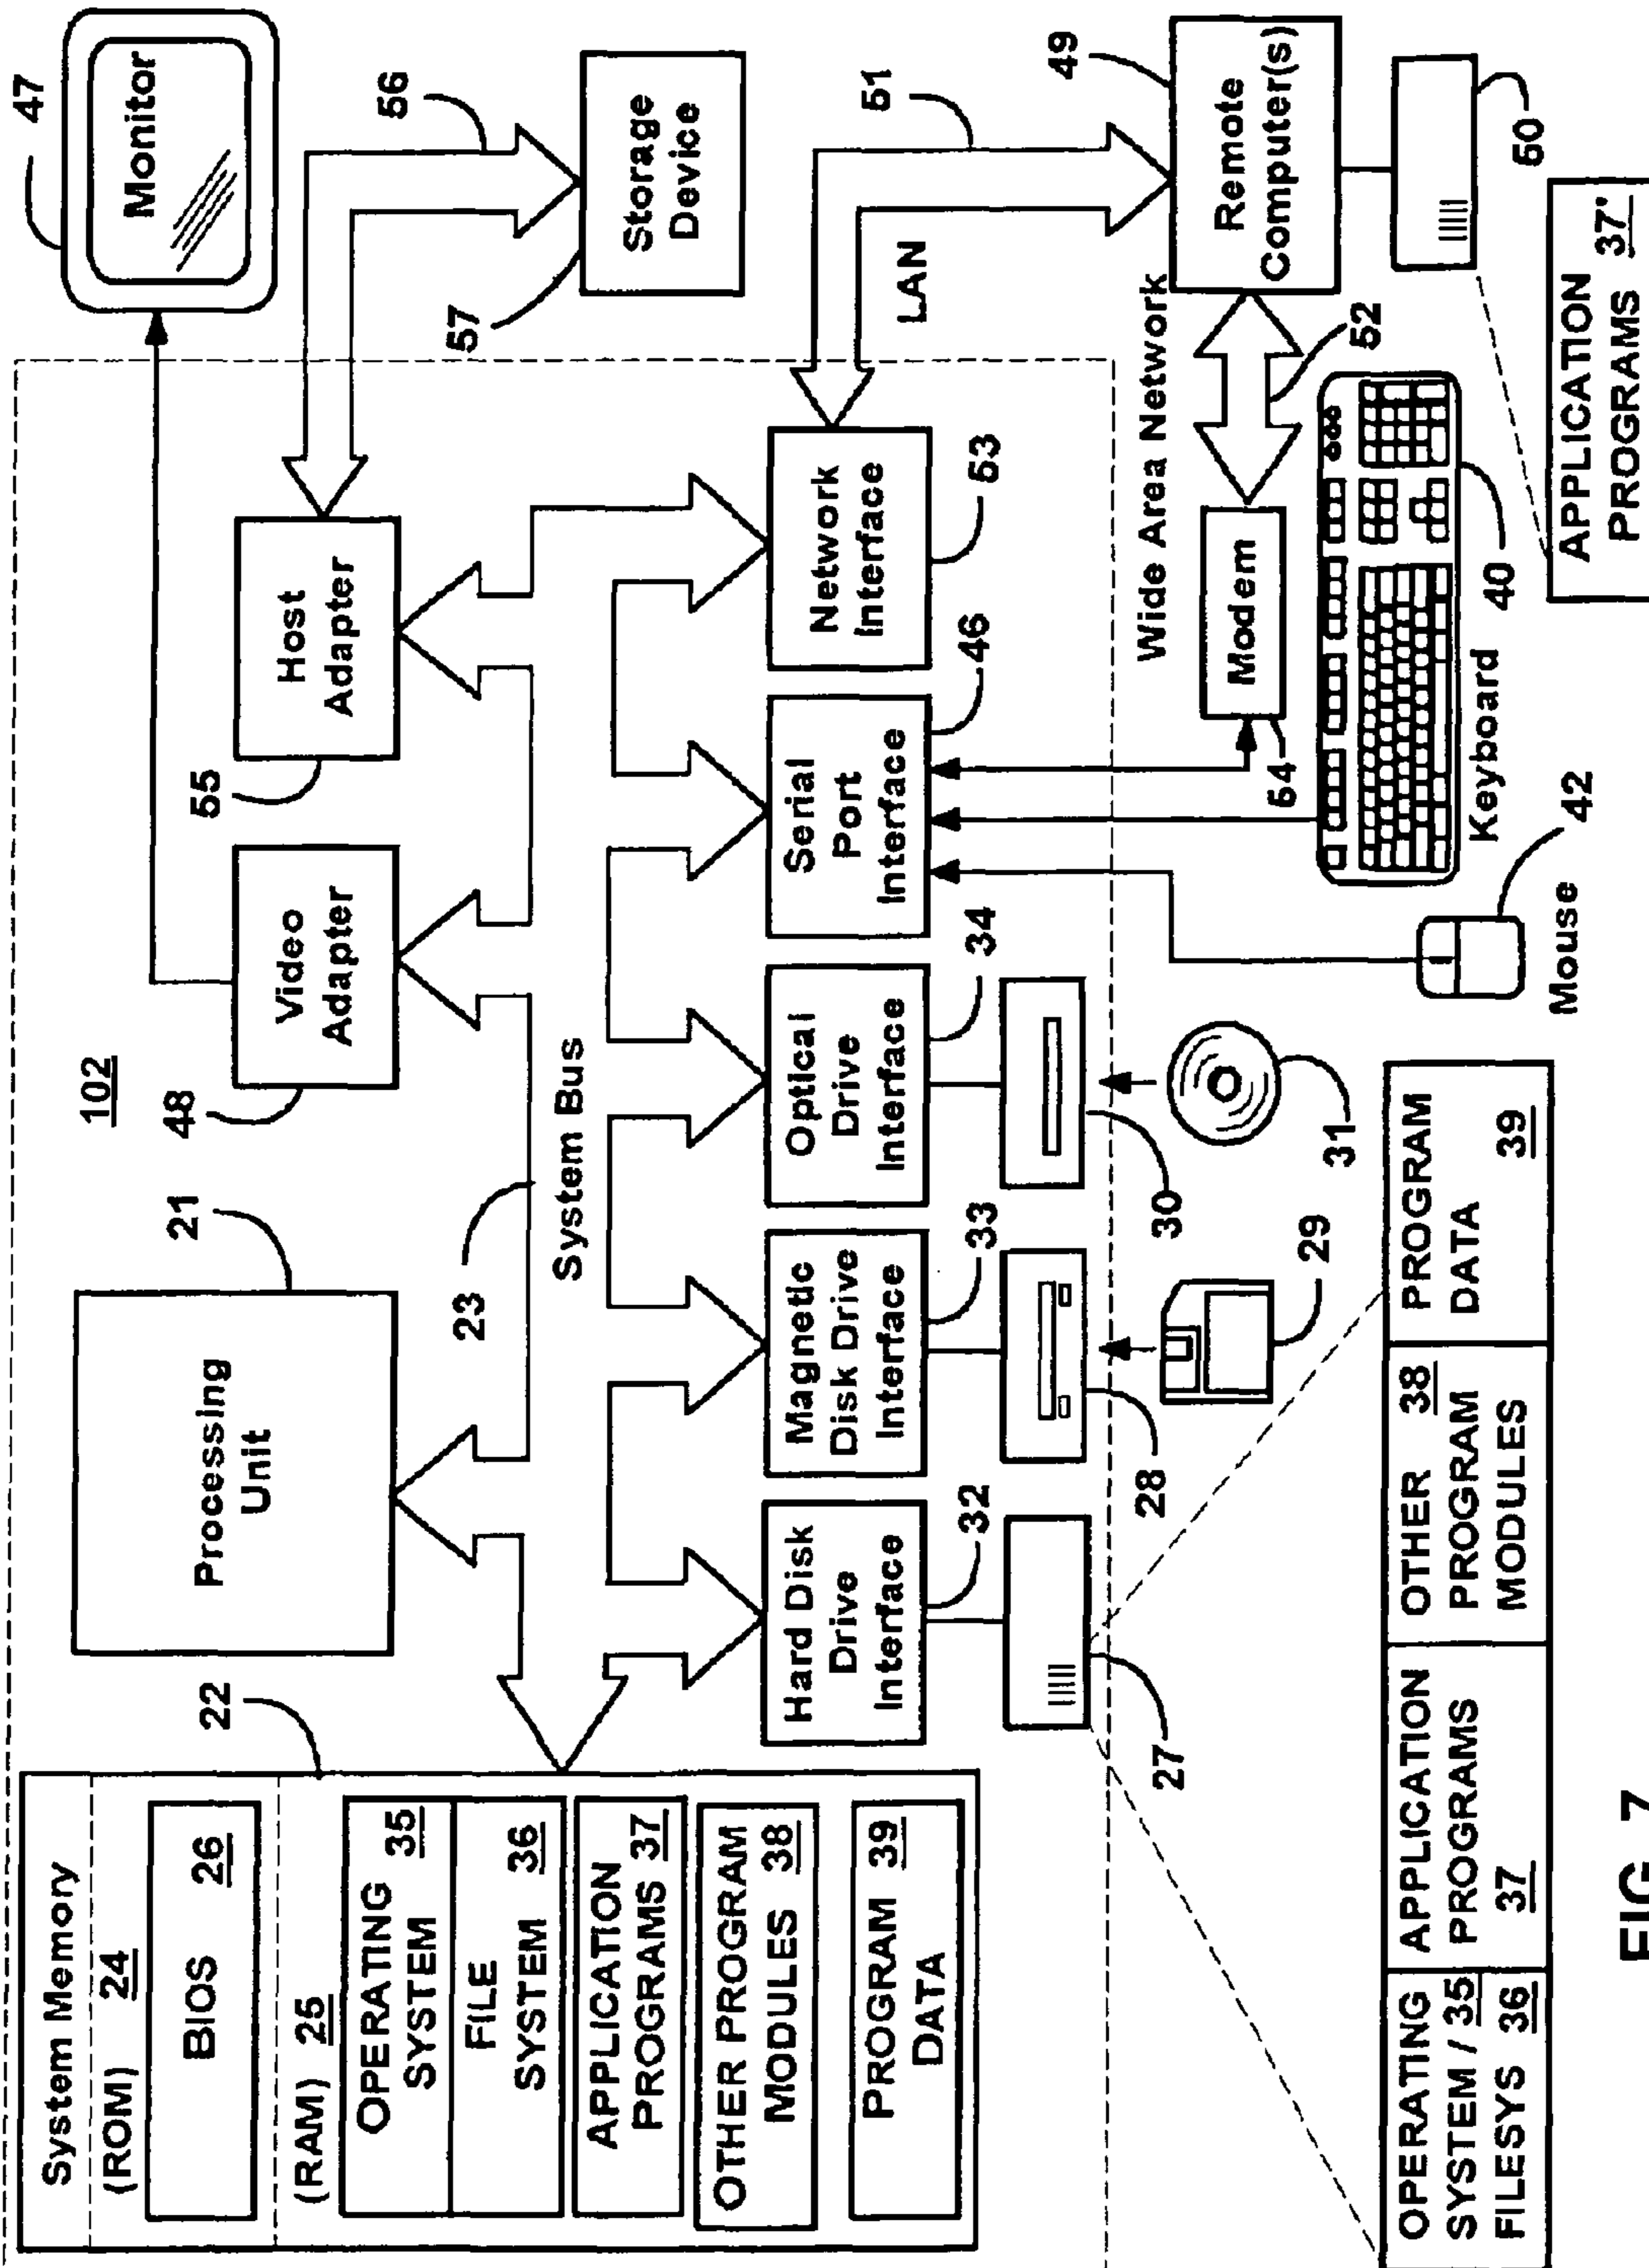 System Memory
(ROM) 24
BIOS 26
(RAM) 25
OPERATING
SYSTEM 35
FILE
SYSTEM 36
APPLICATION
PROGRAMS 37
OTHER PROGRAM
MODULES 38
PROGRAM 39
DATA
22
Processing
Unit
21
102
48
Video
Adapter
55
Host
Adapter
47
Monitor
56
57
Storage
Device
23
System Bus
Hard Disk
Drive
Interface
32
Magnetic
Disk Drive
Interface
33
Optical
Drive
Interface
34
Serial
Port
Interface
46
Network
Interface
53
LAN
51
27
28
29
30
31
Wide Area Network
54
Modem
52
49
Remote
Computer(s)
50
Mouse
42
Keyboard
40
OPERATING
SYSTEM / 35
FILESYS 36
APPLICATION
PROGRAMS
37
OTHER 38
PROGRAM
MODULES
PROGRAM
DATA
39
APPLICATION
PROGRAMS 37'
FIG. 7